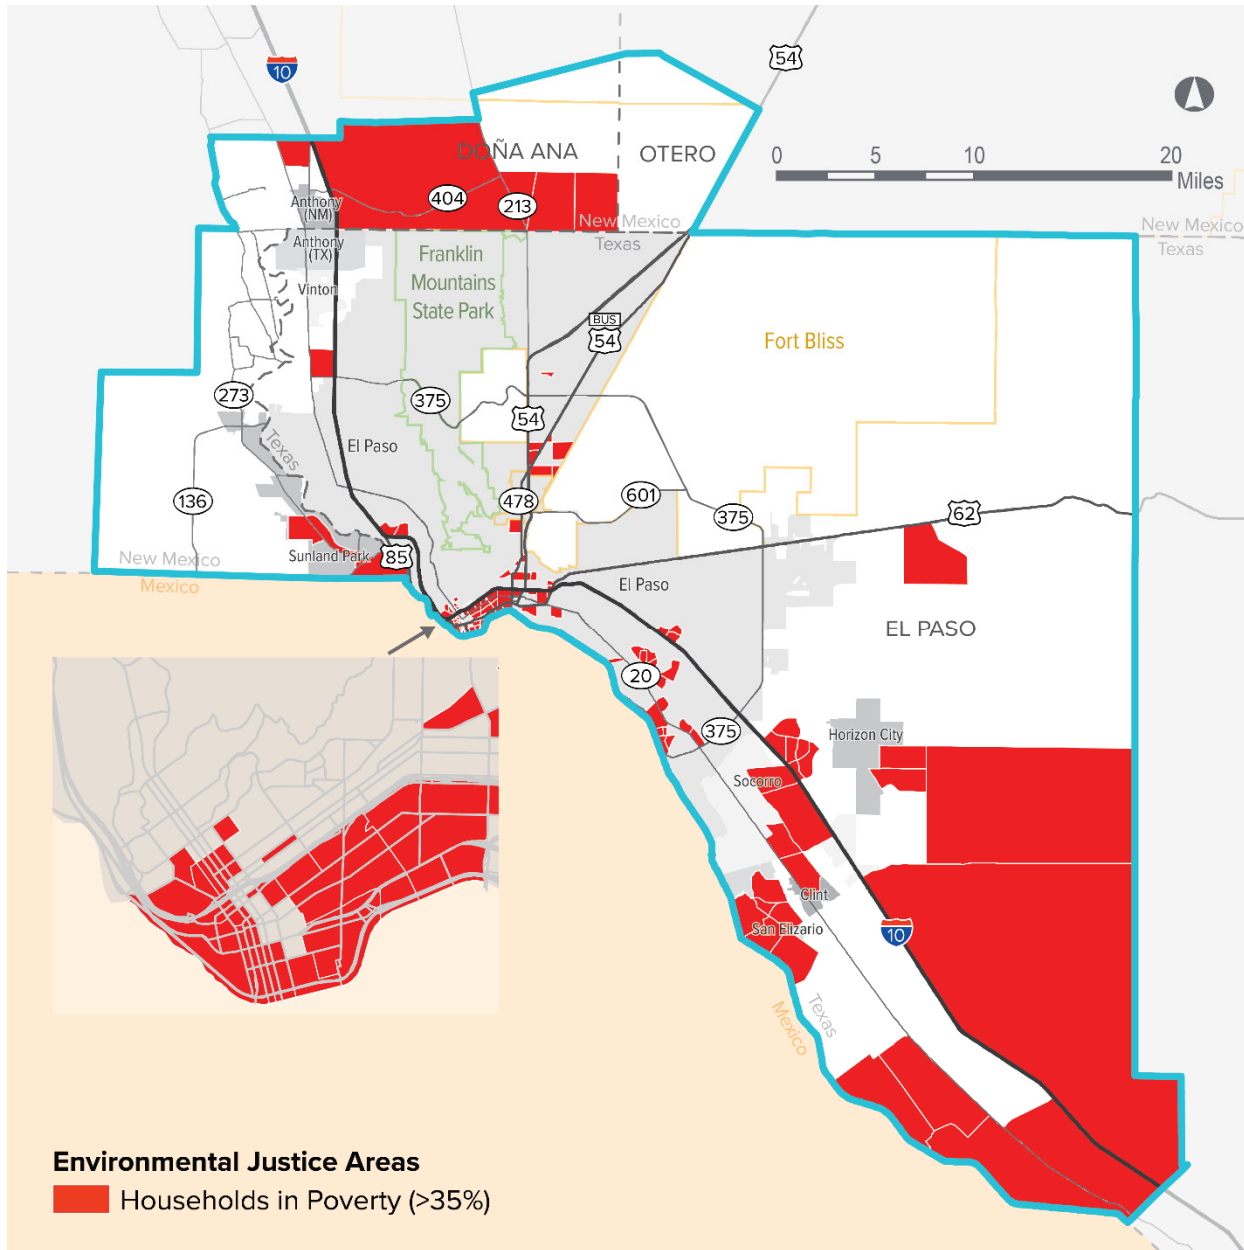 54
10
DOÑA ANA
OTERO
0
5
10
20
Miles
404
213
Anthony
(NM)
New Mexico
Texas
New Mexico
Texas
Anthony
(TX)
Franklin
Mountains
State Park
Vinton
BUS
54
Fort Bliss
273
375
54
Texas
El Paso
136
478
601
375
62
New Mexico
Mexico
Sunland Park
85
El Paso
EL PASO
20
375
Horizon City
Socorro
Clint
San Elizario
10
Texas
Mexico
Environmental Justice Areas
Households in Poverty (>35%)